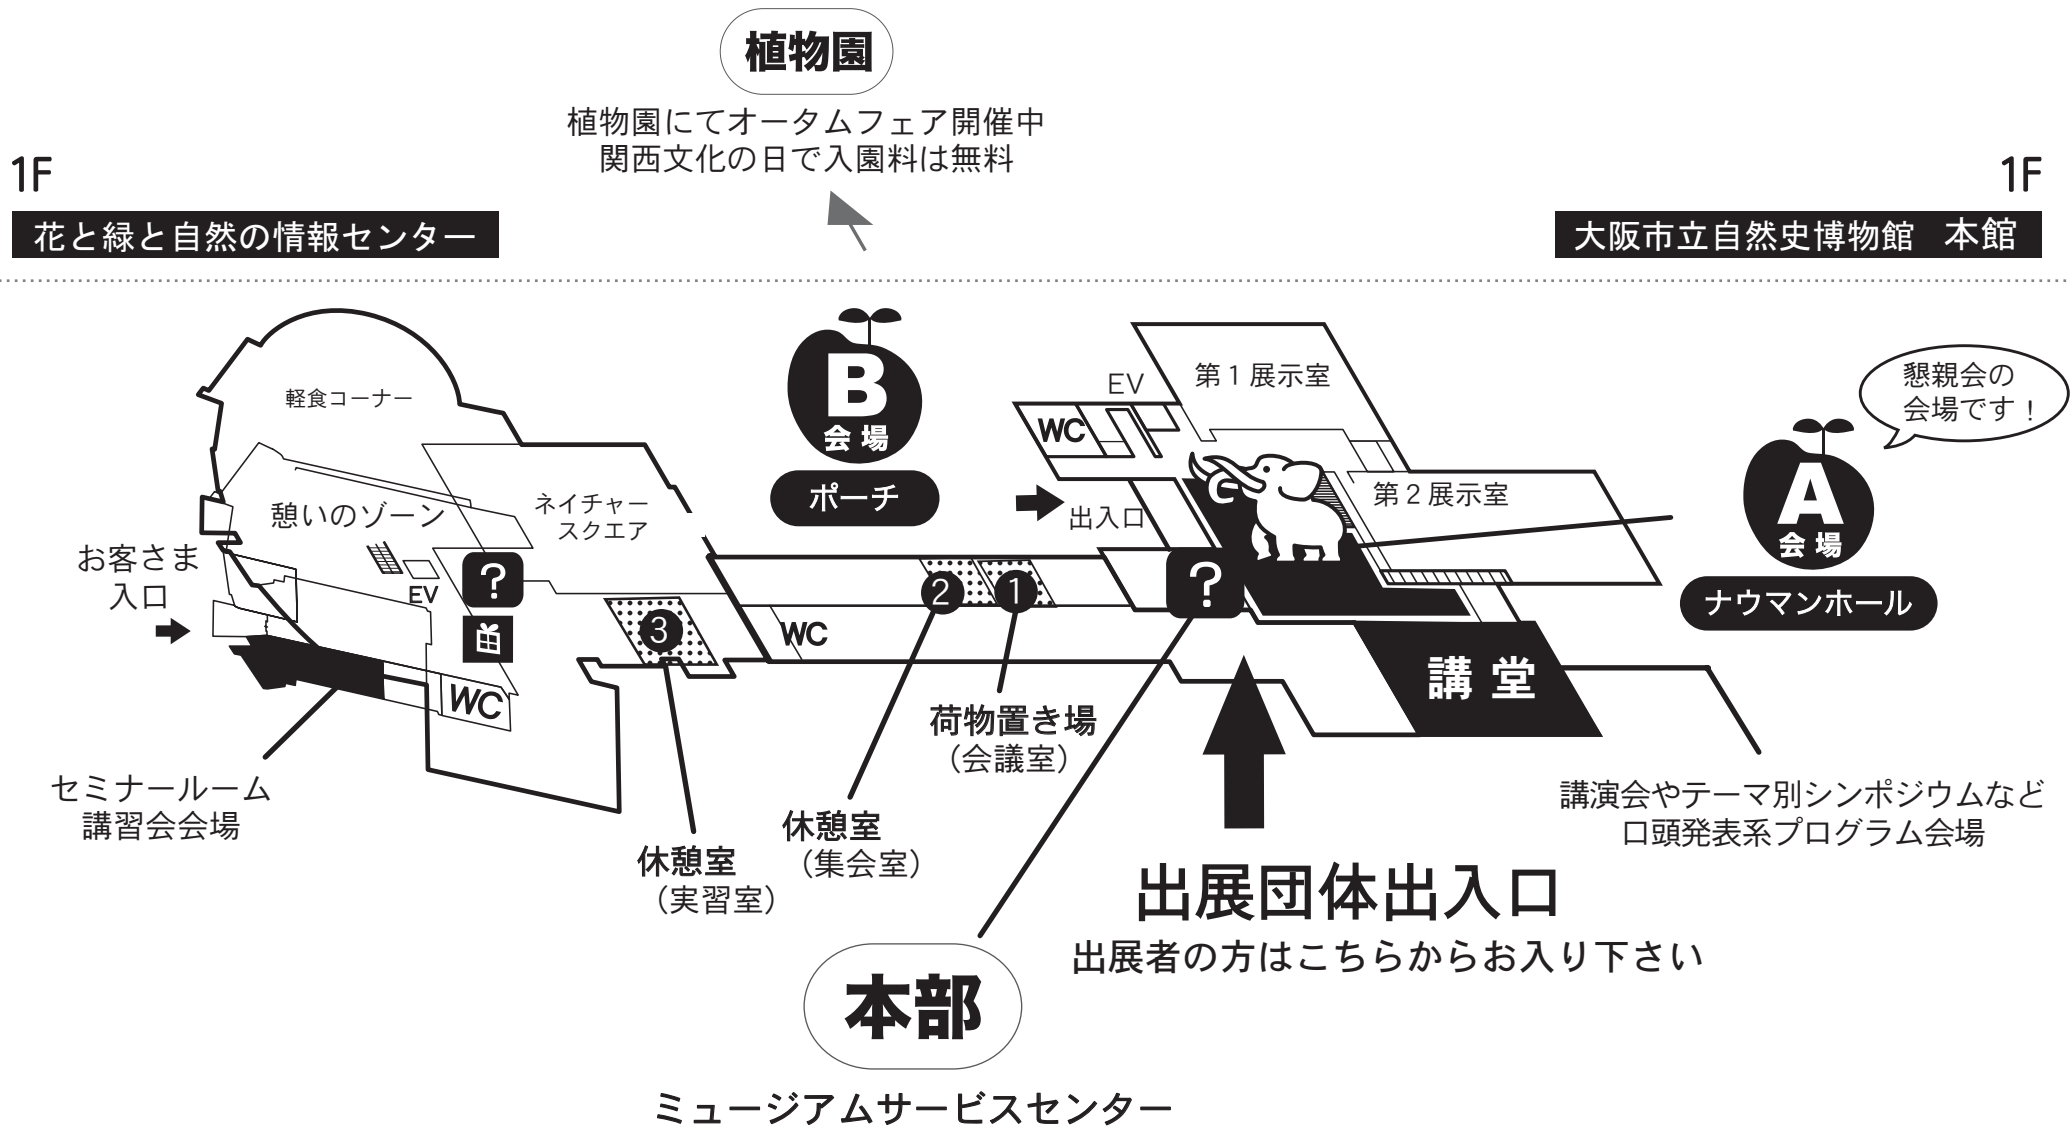 植物園
植物園にてオータムフェア開催中
関西文化の日で入園料は無料
1F
花と緑と自然の情報センター
1F
大阪市立自然史博物館　本館
B
会場
ポーチ
軽食コーナー
憩いのゾーン
ネイチャー
スクエア
お客さま
入口
EV
?
3
WC
WC
2
1
EV
WC
第1展示室
第2展示室
出入口
C
?
懇親会の
会場です！
A
会場
ナウマンホール
講堂
荷物置き場
（会議室）
休憩室
（集会室）
休憩室
（実習室）
セミナールーム
講習会会場
講演会やテーマ別シンポジウムなど
口頭発表系プログラム会場
出展団体出入口
出展者の方はこちらからお入り下さい
本部
ミュージアムサービスセンター